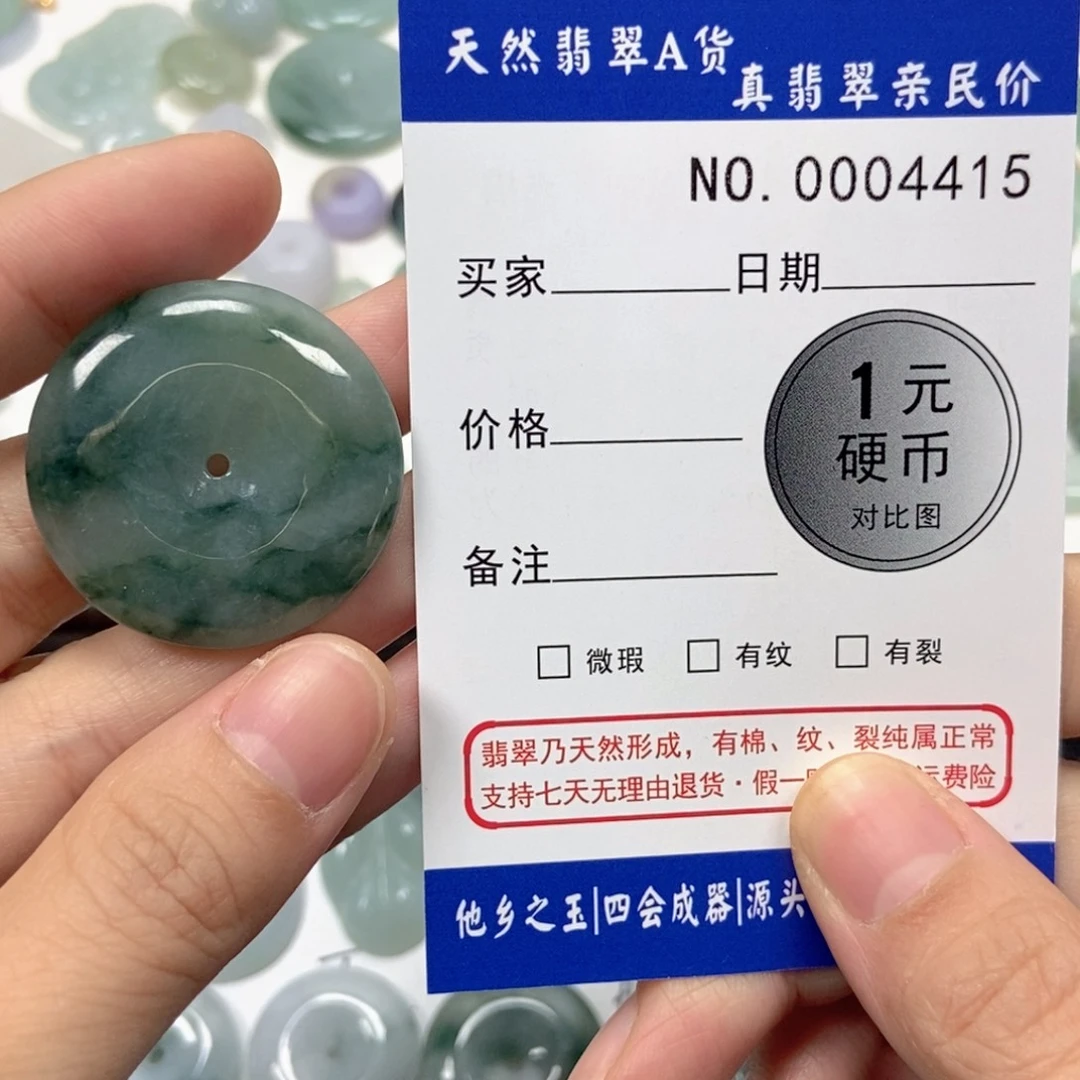 天然翡翠A货
真翡翠亲民价
NO. 0004415
买家 日期
价格
1元
硬币
对比图
备注
□ 微瑕 □ 有纹 □ 有裂
翡翠乃天然形成，有棉、纹、裂纯属正常
支持七天无理由退货·假一 运费险
他乡之玉|四会成器|源头